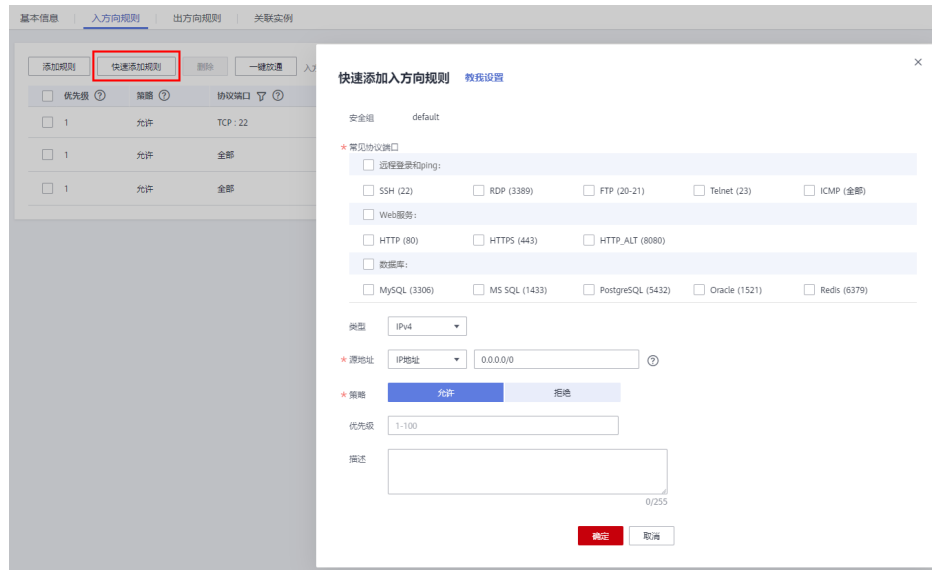 基本信息 入方向规则 出方向规则 关联实例
添加规则 快速添加规则 删除 一键放通
优先级 策略 协议端口
1 允许 TCP : 22
1 允许 全部
1 允许 全部
快速添加入方向规则 教我设置
安全组 default
* 常见协议端口
远程登录和ping:
SSH (22) RDP (3389) FTP (20-21) Telnet (23) ICMP (全部)
Web服务:
HTTP (80) HTTPS (443) HTTP_ALT (8080)
数据库:
MySQL (3306) MS SQL (1433) PostgreSQL (5432) Oracle (1521) Redis (6379)
类型 IPv4
* 源地址 IP地址 0.0.0.0/0
* 策略 允许 拒绝
优先级 1-100
描述
0/255
确定 取消